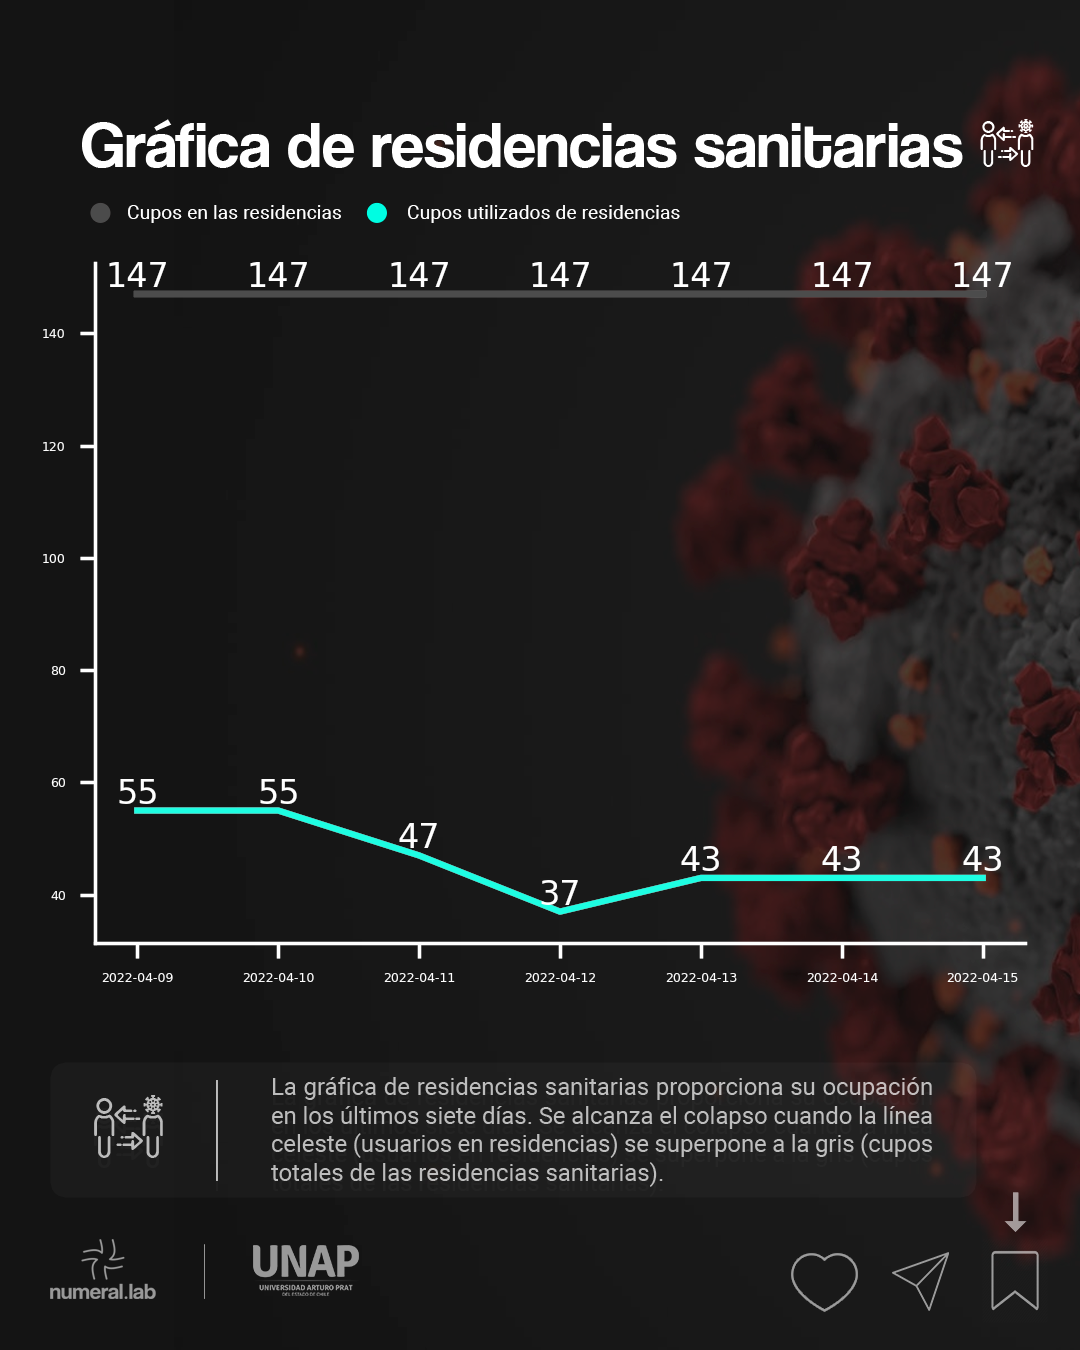 Gráfica de residencias sanitarias
Cupos en las residencias
Cupos utilizados de residencias
147 147 147 147 147 147 147
140
120
100
80
60
40
55 55 47 37 43 43 43
2022-04-09 2022-04-10 2022-04-11 2022-04-12 2022-04-13 2022-04-14 2022-04-15
La gráfica de residencias sanitarias proporciona su ocupación
en los últimos siete días. Se alcanza el colapso cuando la línea
celeste (usuarios en residencias) se superpone a la gris (cupos
totales de las residencias sanitarias).
numeral.lab
UNAP
UNIVERSIDAD ARTURO PRAT
DEL ESTADO DE CHILE